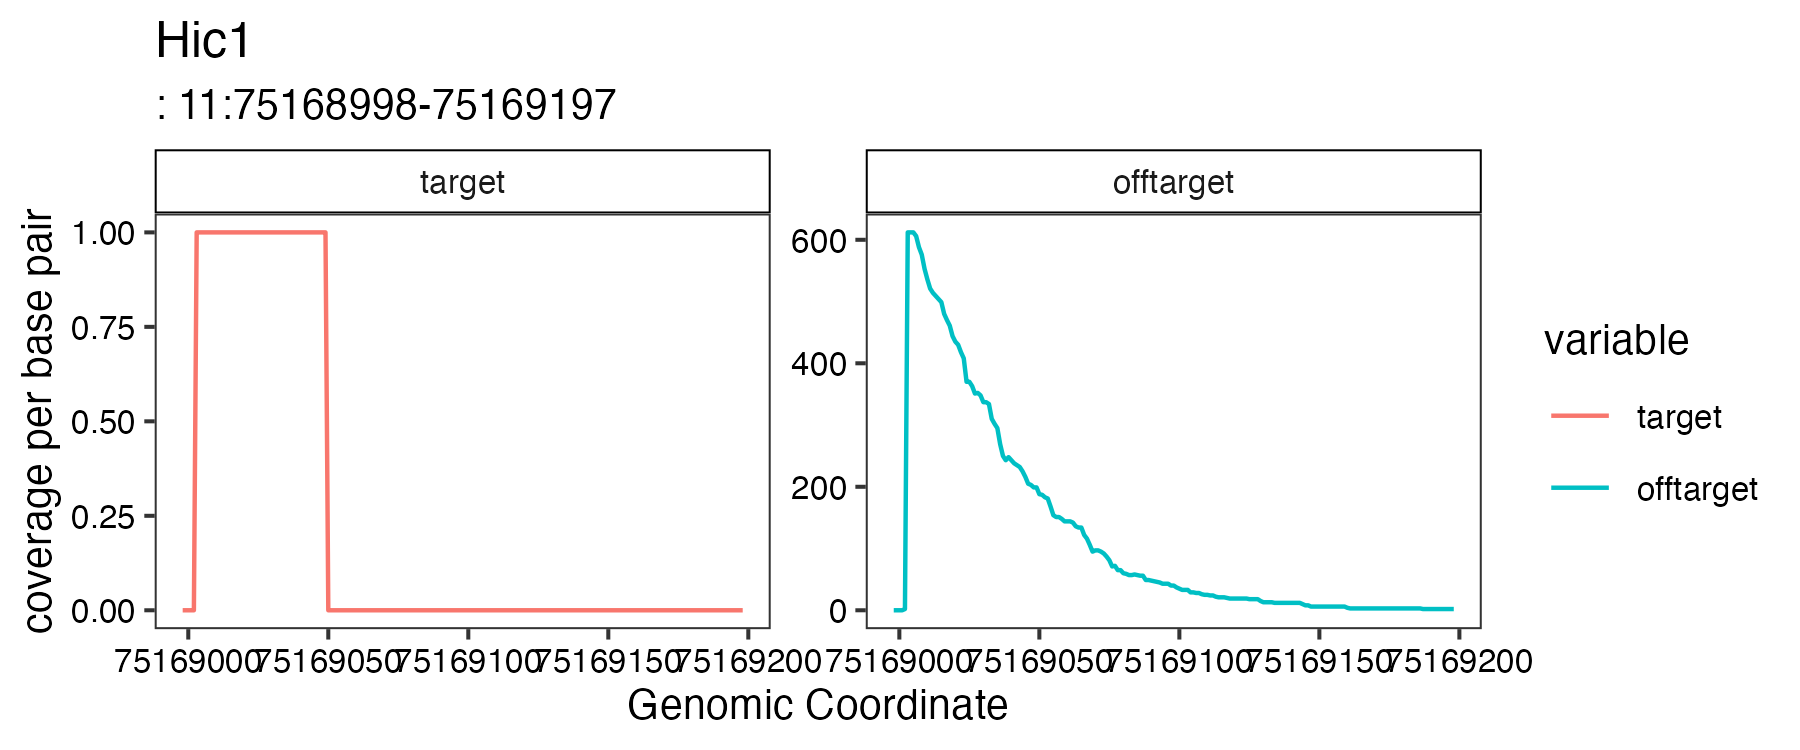 Hic1
: 11:75168998-75169197
target
offtarget
coverage per base pair
1.00
0.75
0.50
0.25
0.00
600
400
200
0
75169000 75169050 75169100 75169150 75169200
75169000 75169050 75169100 75169150 75169200
Genomic Coordinate
variable
target
offtarget